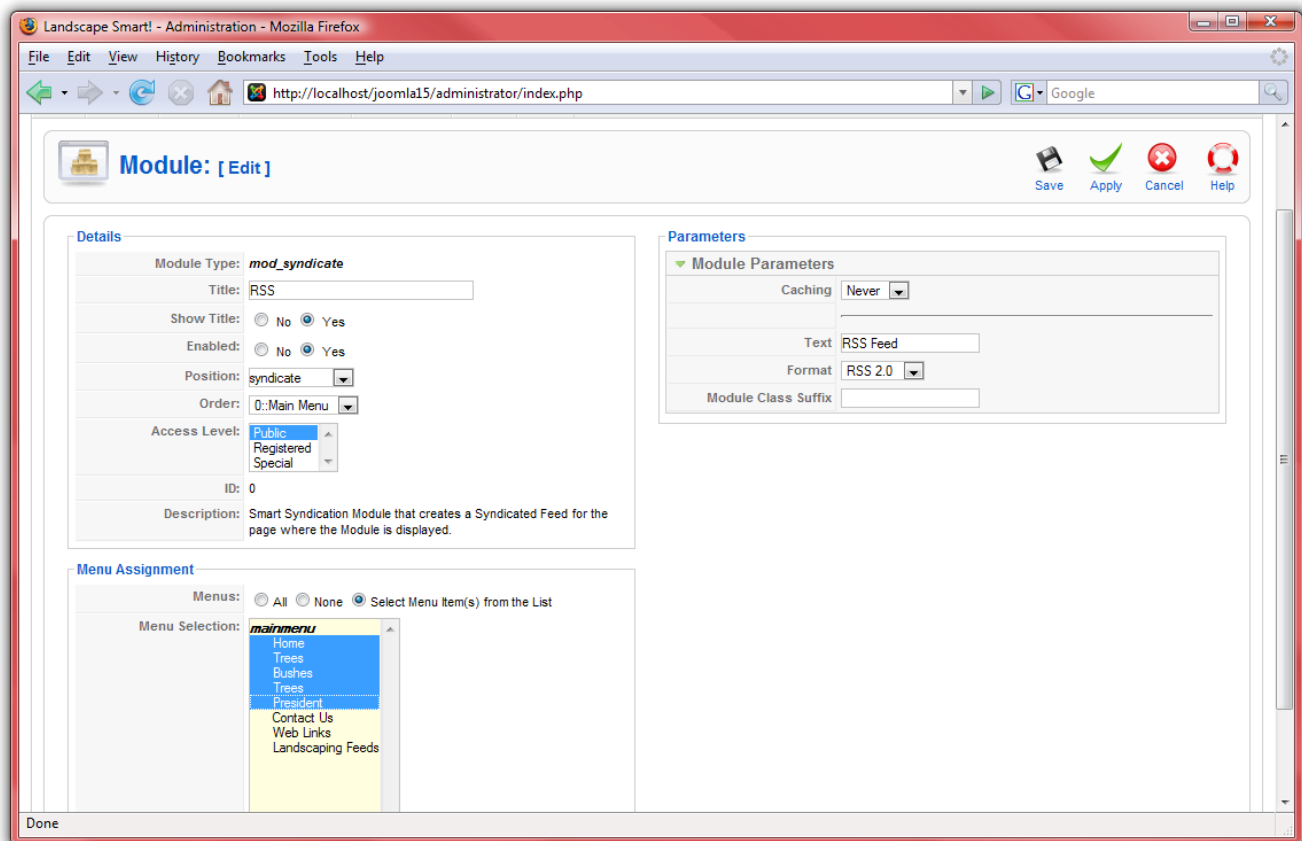 Landscape Smart! - Administration - Mozilla Firefox
File Edit View History Bookmarks Tools Help
http://localhost/joomla15/administrator/index.php
G Google
Module: [ Edit ]
Save Apply Cancel Help
Details
Module Type: mod_syndicate
Title: RSS
Show Title: No Yes
Enabled: No Yes
Position: syndicate
Order: 0::Main Menu
Access Level: Public
Registered
Special
ID: 0
Description: Smart Syndication Module that creates a Syndicated Feed for the
page where the Module is displayed.
Parameters
Module Parameters
Caching Never
Text RSS Feed
Format RSS 2.0
Module Class Suffix
Menu Assignment
Menus: All None Select Menu Item(s) from the List
Menu Selection: mainmenu
Home
Trees
Bushes
Trees
President
Contact Us
Web Links
Landscaping Feeds
Done